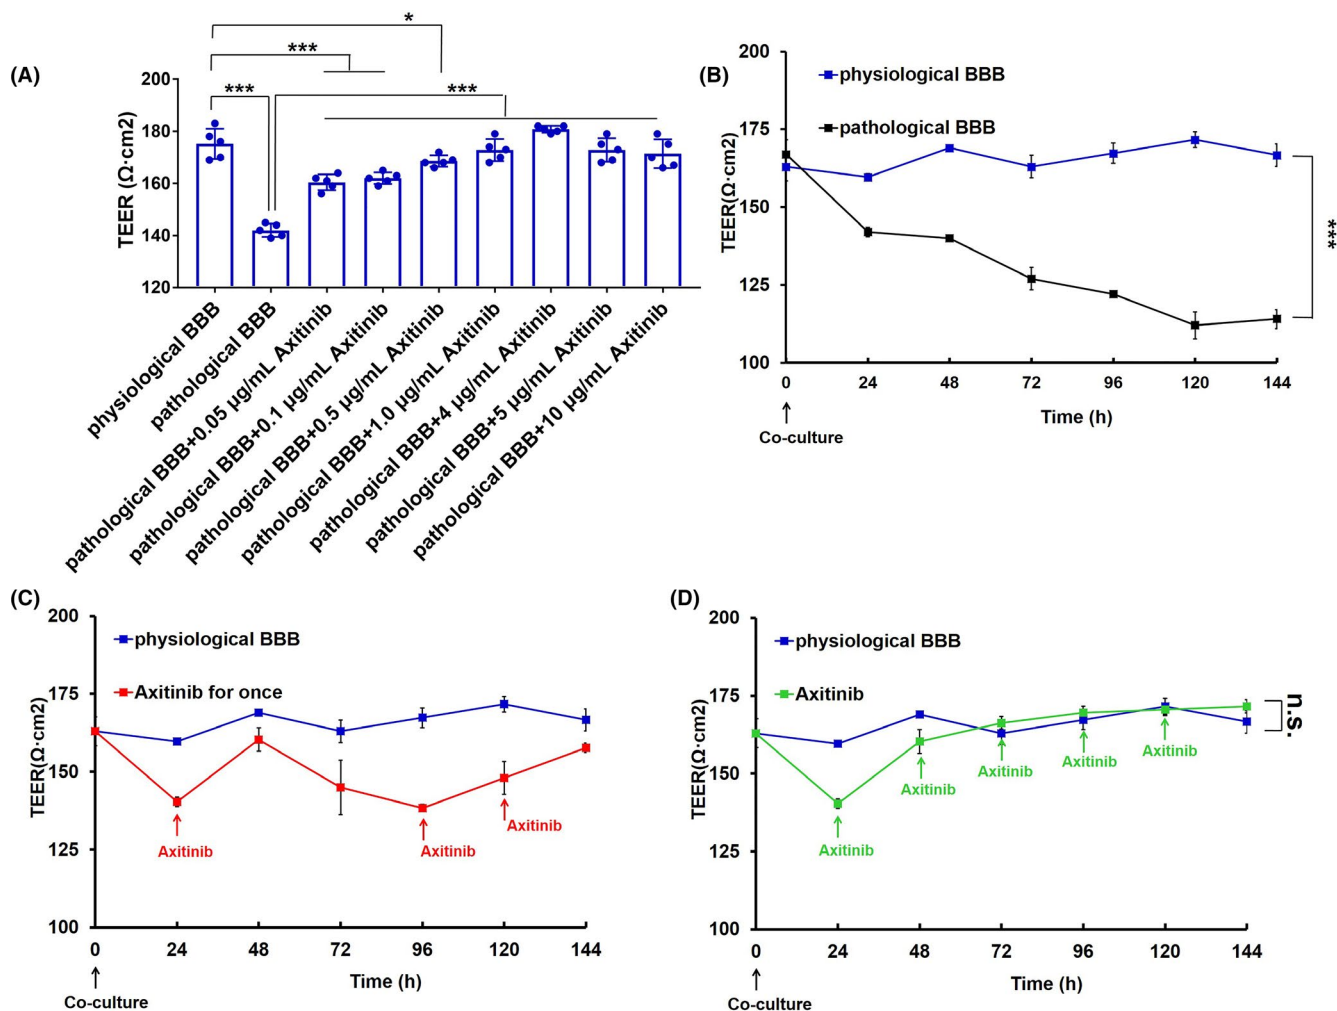 (A)
*
***
***
***
TEER (Ω·cm2)
200
180
160
140
120
physiological BBB
pathological BBB
pathological BBB+0.05 µg/mL Axitinib
pathological BBB+0.1 µg/mL Axitinib
pathological BBB+0.5 µg/mL Axitinib
pathological BBB+1.0 µg/mL Axitinib
pathological BBB+4 µg/mL Axitinib
pathological BBB+5 µg/mL Axitinib
pathological BBB+10 µg/mL Axitinib
(B)
physiological BBB
pathological BBB
TEER(Ω·cm2)
200
175
150
125
100
***
0 24 48 72 96 120 144
Time (h)
Co-culture
(C)
physiological BBB
Axitinib for once
TEER(Ω·cm2)
200
175
150
125
100
Axitinib
Axitinib
Axitinib
0 24 48 72 96 120 144
Time (h)
Co-culture
(D)
physiological BBB
Axitinib
TEER(Ω·cm2)
200
175
150
125
100
n.s.
Axitinib
Axitinib
Axitinib
Axitinib
Axitinib
0 24 48 72 96 120 144
Time (h)
Co-culture